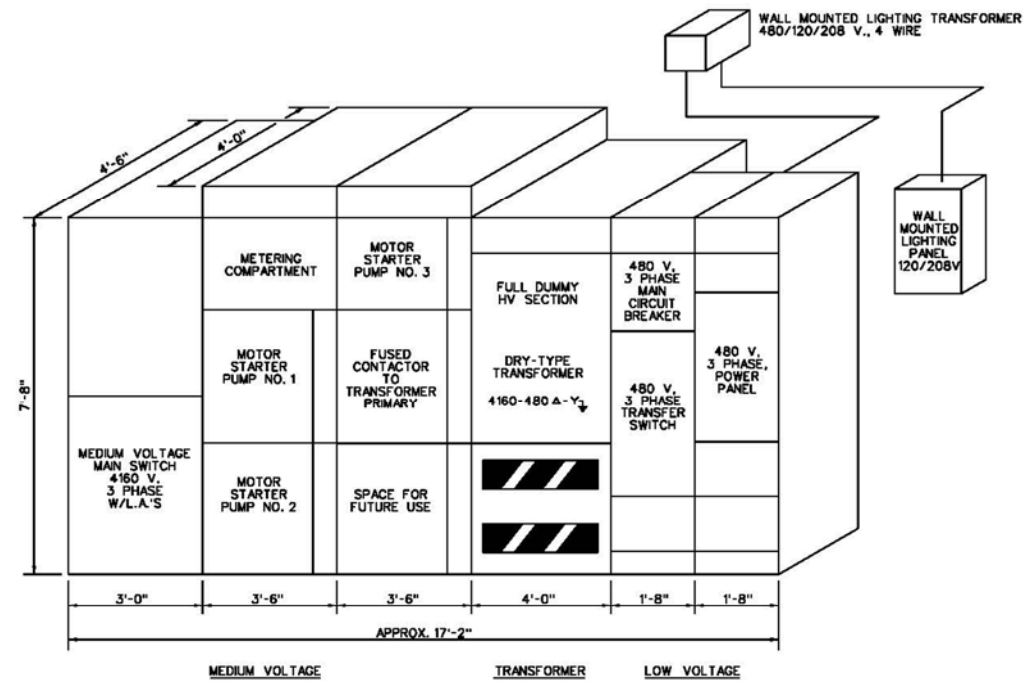 WALL MOUNTED LIGHTING TRANSFORMER
480/120/208 V., 4 WIRE
4'-6"
4'-0"
WALL
MOUNTED
LIGHTING
PANEL
120/208V
7'-8"
MEDIUM VOLTAGE
MAIN SWITCH
4160 V,
3 PHASE
W/L.A.'S
METERING
COMPARTMENT
MOTOR
STARTER
PUMP NO. 1
MOTOR
STARTER
PUMP NO. 2
MOTOR
STARTER
PUMP NO. 3
FUSED
CONTACTOR
TO
TRANSFORMER
PRIMARY
SPACE FOR
FUTURE USE
FULL DUMMY
HV SECTION
DRY-TYPE
TRANSFORMER
4160-480 Δ-Y
480 V,
3 PHASE
MAIN
CIRCUIT
BREAKER
480 V,
3 PHASE
TRANSFER
SWITCH
480 V,
3 PHASE,
POWER
PANEL
3'-0"
3'-6"
3'-6"
4'-0"
1'-8"
1'-8"
APPROX. 17'-2"
MEDIUM VOLTAGE
TRANSFORMER
LOW VOLTAGE